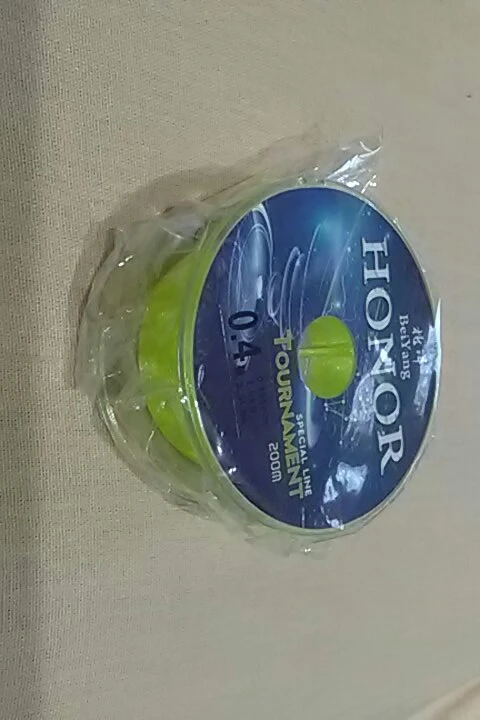 北洋
BeiYang
HONOR
SPECIAL LINE
TOURNAMENT
200m
0.4